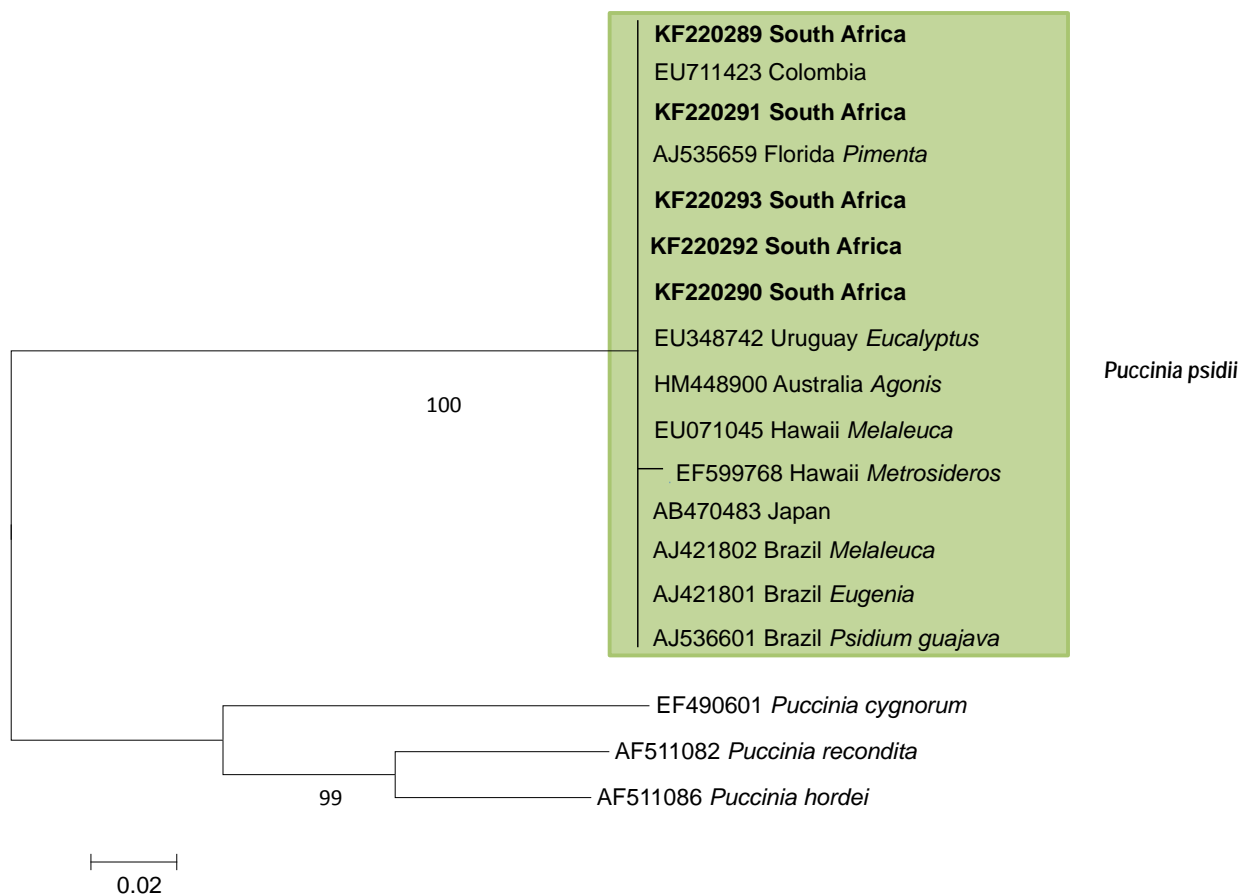 KF220289 South Africa
EU711423 Colombia
KF220291 South Africa
AJ535659 Florida Pimenta
KF220293 South Africa
KF220292 South Africa
KF220290 South Africa
EU348742 Uruguay Eucalyptus
Puccinia psidii
HM448900 Australia Agonis
100
EU071045 Hawaii Melaleuca
EF599768 Hawaii Metrosideros
AB470483 Japan
AJ421802 Brazil Melaleuca
AJ421801 Brazil Eugenia
AJ536601 Brazil Psidium guajava
EF490601 Puccinia cygnorum
AF511082 Puccinia recondita
99
AF511086 Puccinia hordei
0.02